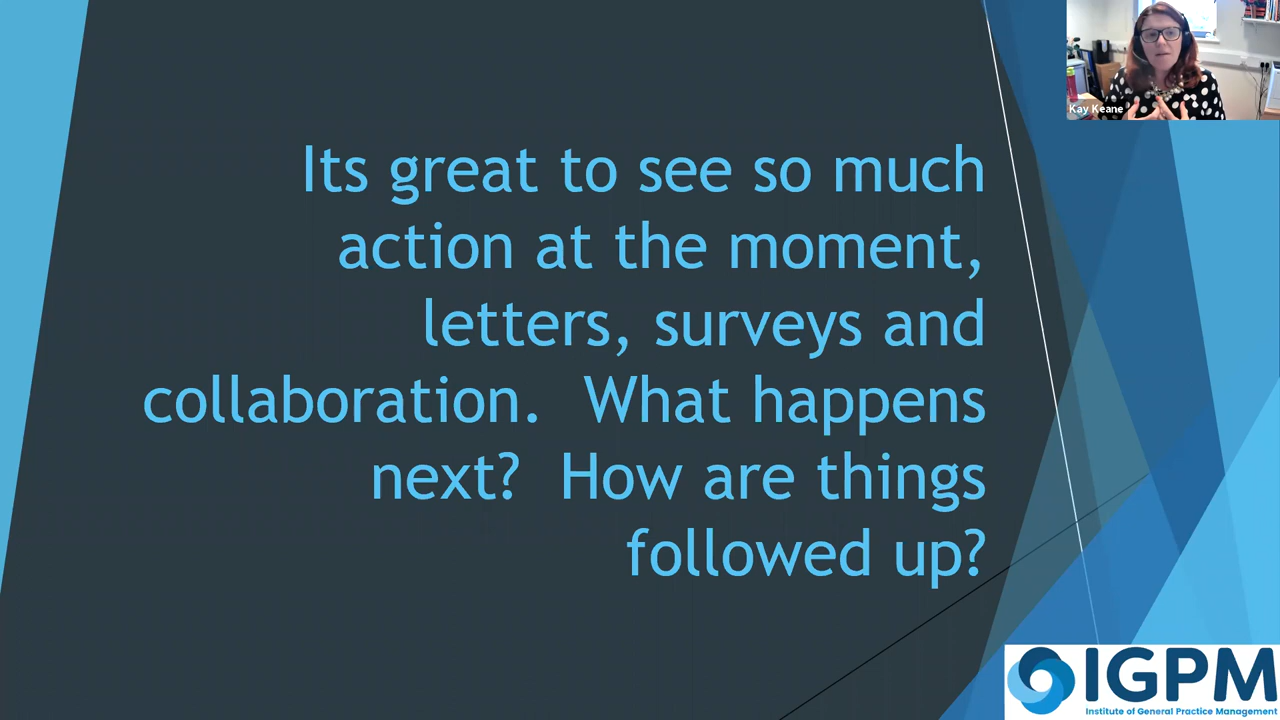 Kay Keane
Its great to see so much
action at the moment,
letters, surveys and
collaboration.  What happens
next?  How are things
followed up?
IGPM
Institute of General Practice Management